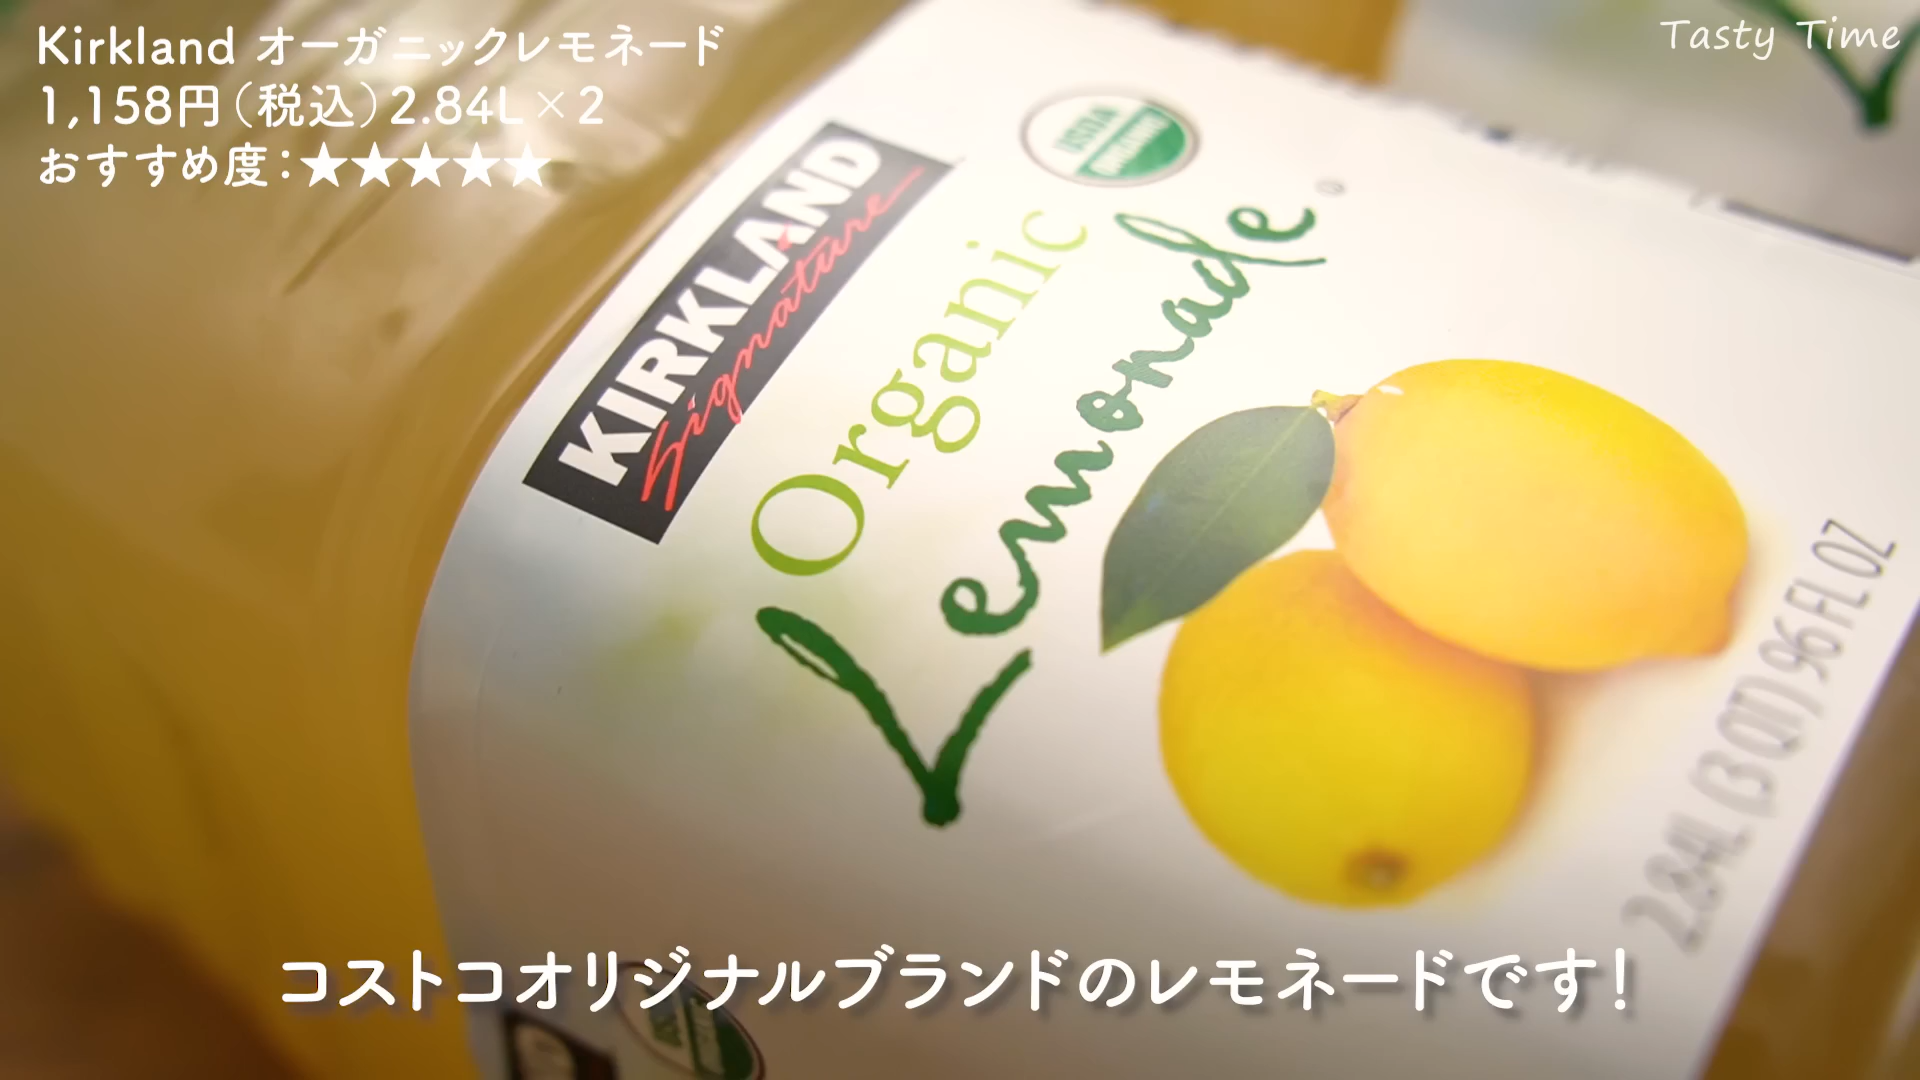 Kirkland オーガニックレモネード
1,158円（税込）2.84L×2
おすすめ度：★★★★★
Tasty Time
KIRKLAND
Signature
USDA
ORGANIC
Organic
Lemonade
2.84L (3 QT) 96 FL OZ
コストコオリジナルブランドのレモネードです！